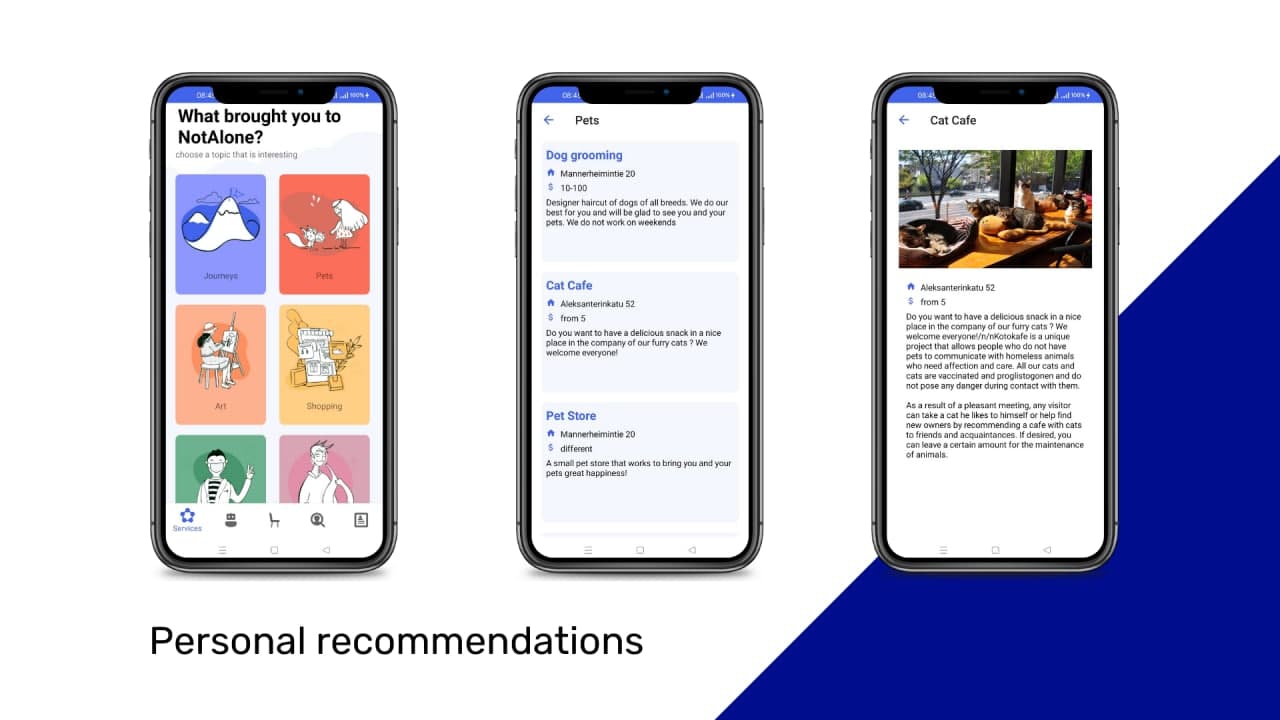 08:45
100%
What brought you to
NotAlone?
choose a topic that is interesting
Journeys
Pets
Art
Shopping
Services
08:45
100%
Pets
Dog grooming
Mannerheimintie 20
$ 10-100
Designer haircut of dogs of all breeds. We do our
best for you and will be glad to see you and your
pets. We do not work on weekends
Cat Cafe
Aleksanterinkatu 52
$ from 5
Do you want to have a delicious snack in a nice
place in the company of our furry cats ? We
welcome everyone!
Pet Store
Mannerheimintie 20
$ different
A small pet store that works to bring you and your
pets great happiness!
08:45
100%
Cat Cafe
Aleksanterinkatu 52
$ from 5
Do you want to have a delicious snack in a nice
place in the company of our furry cats ? We
welcome everyone!/n/nKotokafe is a unique
project that allows people who do not have
pets to communicate with homeless animals
who need affection and care. All our cats and
cats are vaccinated and proglistogonen and do
not pose any danger during contact with them.
As a result of a pleasant meeting, any visitor
can take a cat he likes to himself or help find
new owners by recommending a cafe with cats
to friends and acquaintances. If desired, you
can leave a certain amount for the maintenance
of animals.
Personal recommendations